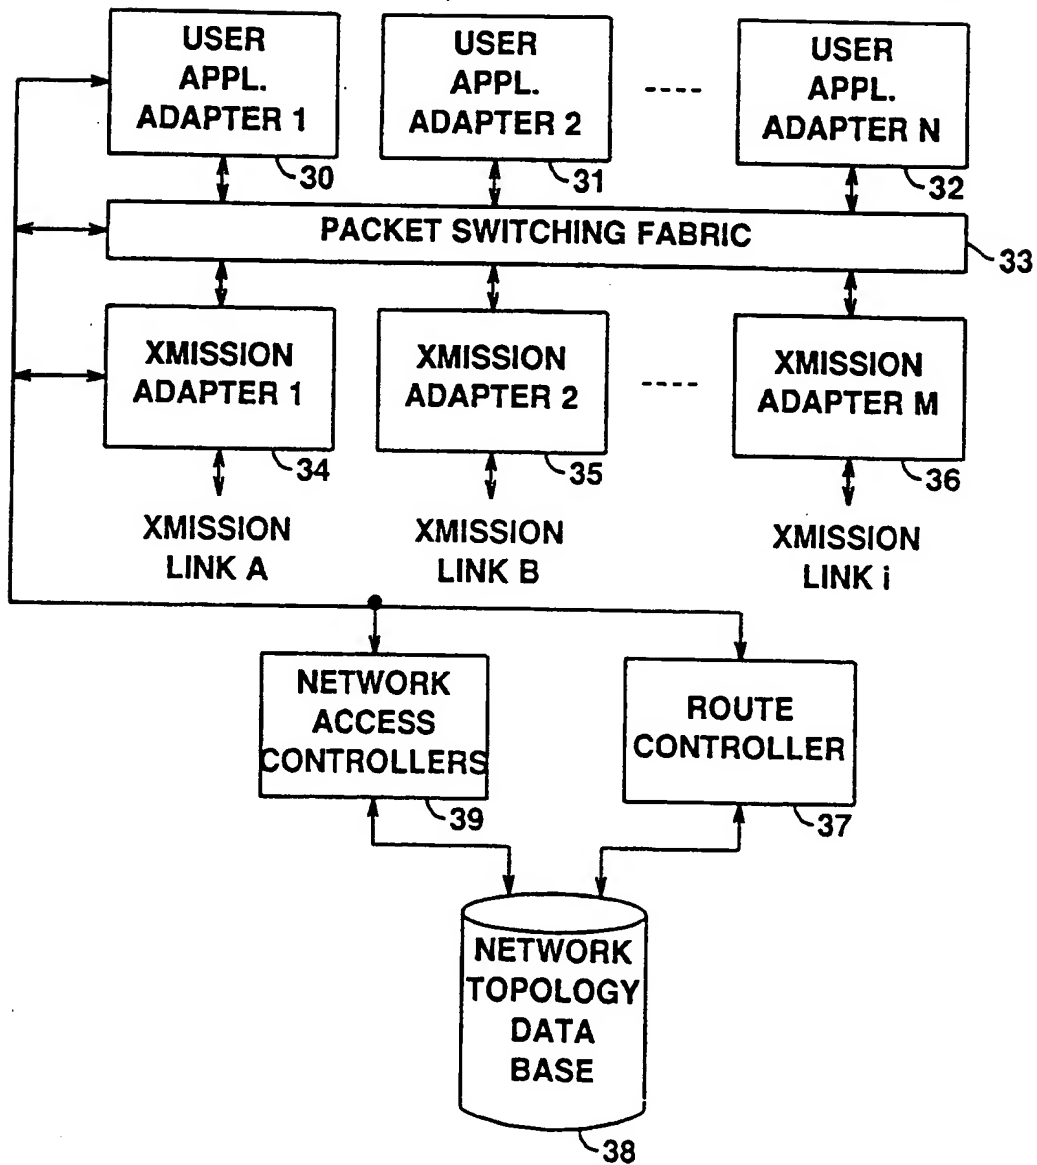 USER
APPL.
ADAPTER 1
30
USER
APPL.
ADAPTER 2
31
USER
APPL.
ADAPTER N
32
PACKET SWITCHING FABRIC
33
XMISSION
ADAPTER 1
34
XMISSION
ADAPTER 2
35
XMISSION
ADAPTER M
36
XMISSION
LINK A
XMISSION
LINK B
XMISSION
LINK i
NETWORK
ACCESS
CONTROLLERS
39
ROUTE
CONTROLLER
37
NETWORK
TOPOLOGY
DATA
BASE
38